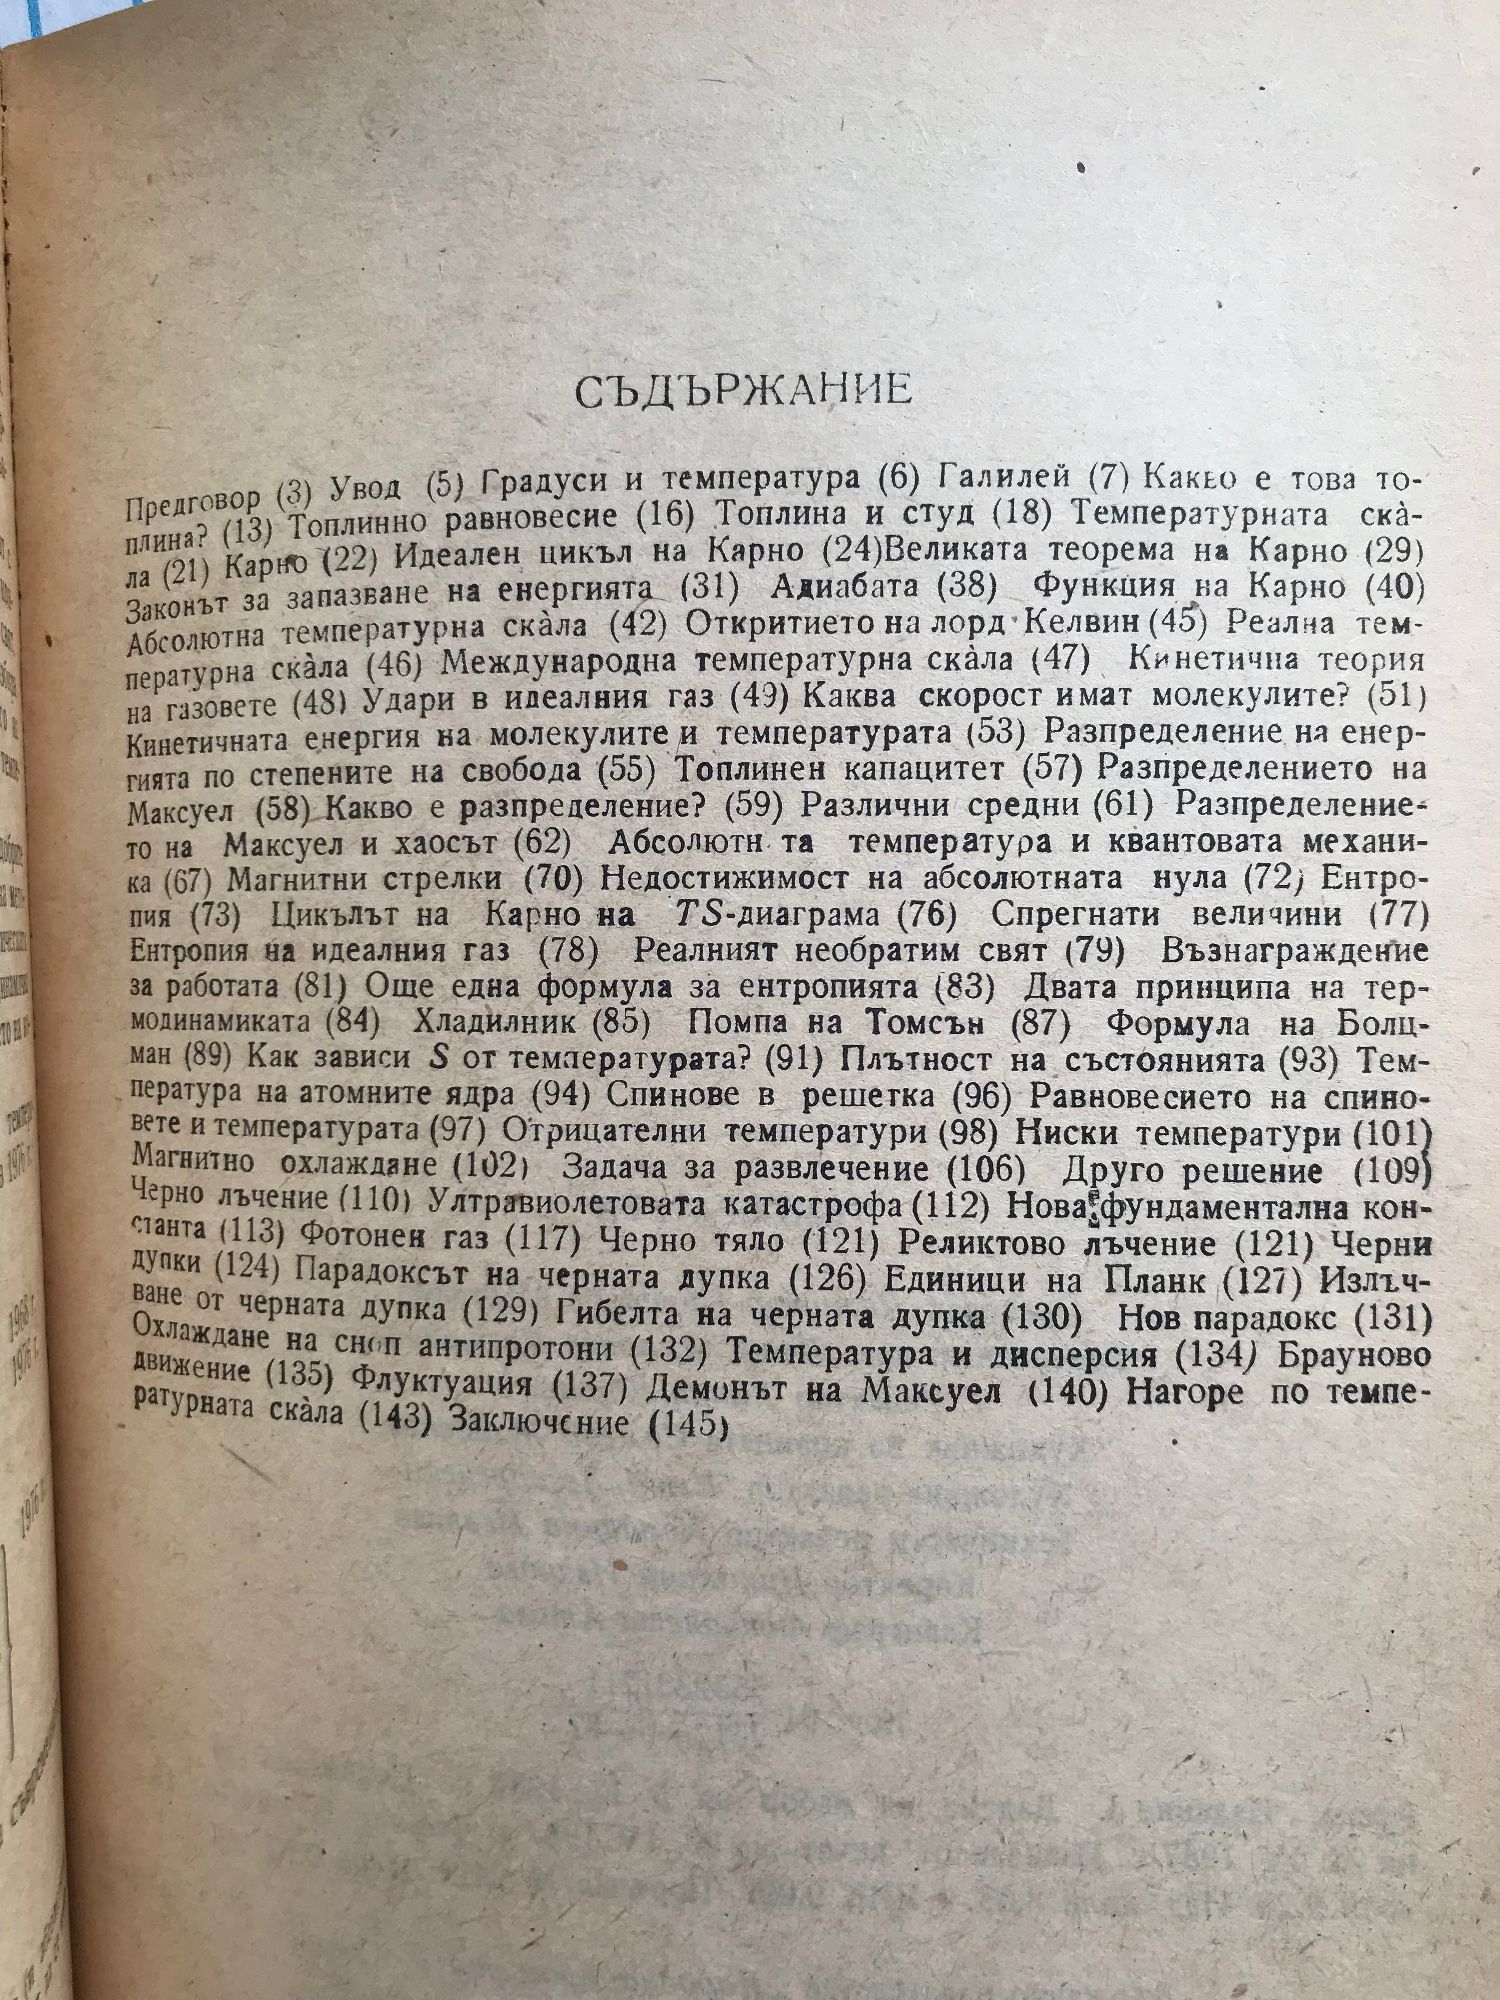 СЪДЪРЖАНИЕ
Предговор (3) Увод (5) Градуси и температура (6) Галилей (7) Какво е това то-
плина? (13) Топлинно равновесие (16) Топлина и студ (18) Температурната скàла (21) Карно (22) Идеален цикъл на Карно (24)Великата теорема на Карно (29)
Законът за запазване на енергията (31) Адиабата (38) Функция на Карно (40)
Абсолютна температурна скàла (42) Откритието на лорд Келвин (45) Реална тем-
пературна скàла (46) Международна температурна скàла (47) Кинетична теория
на газовете (48) Удари в идеалния газ (49) Каква скорост имат молекулите? (51)
Кинетичната енергия на молекулите и температурата (53) Разпределение на енер-
гията по степените на свобода (55) Топлинен капацитет (57) Разпределението на
Максуел (58) Какво е разпределение? (59) Различни средни (61) Разпределение-
то на Максуел и хаосът (62) Абсолютн та температура и квантовата механи-
ка (67) Магнитни стрелки (70) Недостижимост на абсолютната нула (72) Ентро-
пия (73) Цикълът на Карно на TS-диаграма (76) Спрегнати величини (77)
Ентропия на идеалния газ (78) Реалният необратим свят (79) Възнаграждение
за работата (81) Още една формула за ентропията (83) Двата принципа на тер-
модинамиката (84) Хладилник (85) Помпа на Томсън (87) Формула на Болц-
ман (89) Как зависи S от температурата? (91) Плътност на състоянията (93) Тем-
пература на атомните ядра (94) Спинове в решетка (96) Равновесието на спино-
вете и температурата (97) Отрицателни температури (98) Ниски температури (101)
Магнитно охлаждане (102) Задача за развлечение (106) Друго решение (109)
Черно лъчение (110) Ултравиолетовата катастрофа (112) Нова фундаментална кон-
станта (113) Фотонен газ (117) Черно тяло (121) Реликтово лъчение (121) Черни
дупки (124) Парадоксът на черната дупка (126) Единици на Планк (127) Излъч-
ване от черната дупка (129) Гибелта на черната дупка (130) Нов парадокс (131)
Охлаждане на сноп антипротони (132) Температура и дисперсия (134) Брауново
движение (135) Флуктуация (137) Демонът на Максуел (140) Нагоре по темпе-
ратурната скàла (143) Заключение (145)